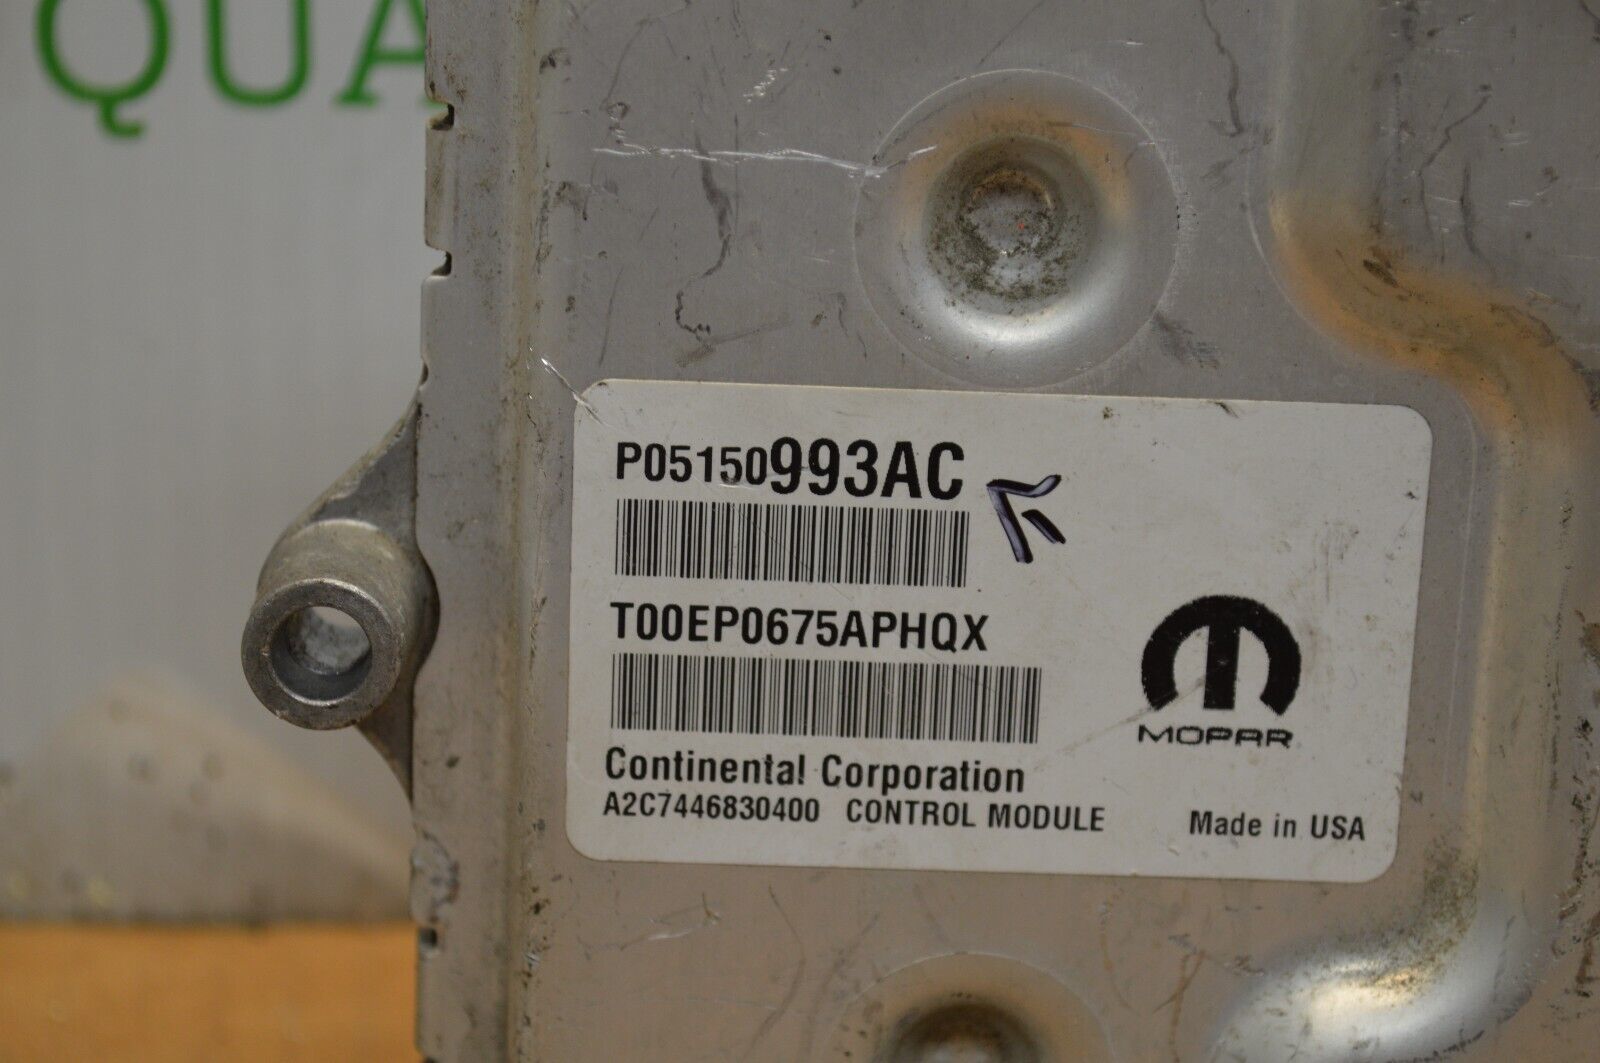 QUA
P05150993AC
T00EP0675APHQX
MOPAR
Continental Corporation
A2C7446830400 CONTROL MODULE
Made in USA